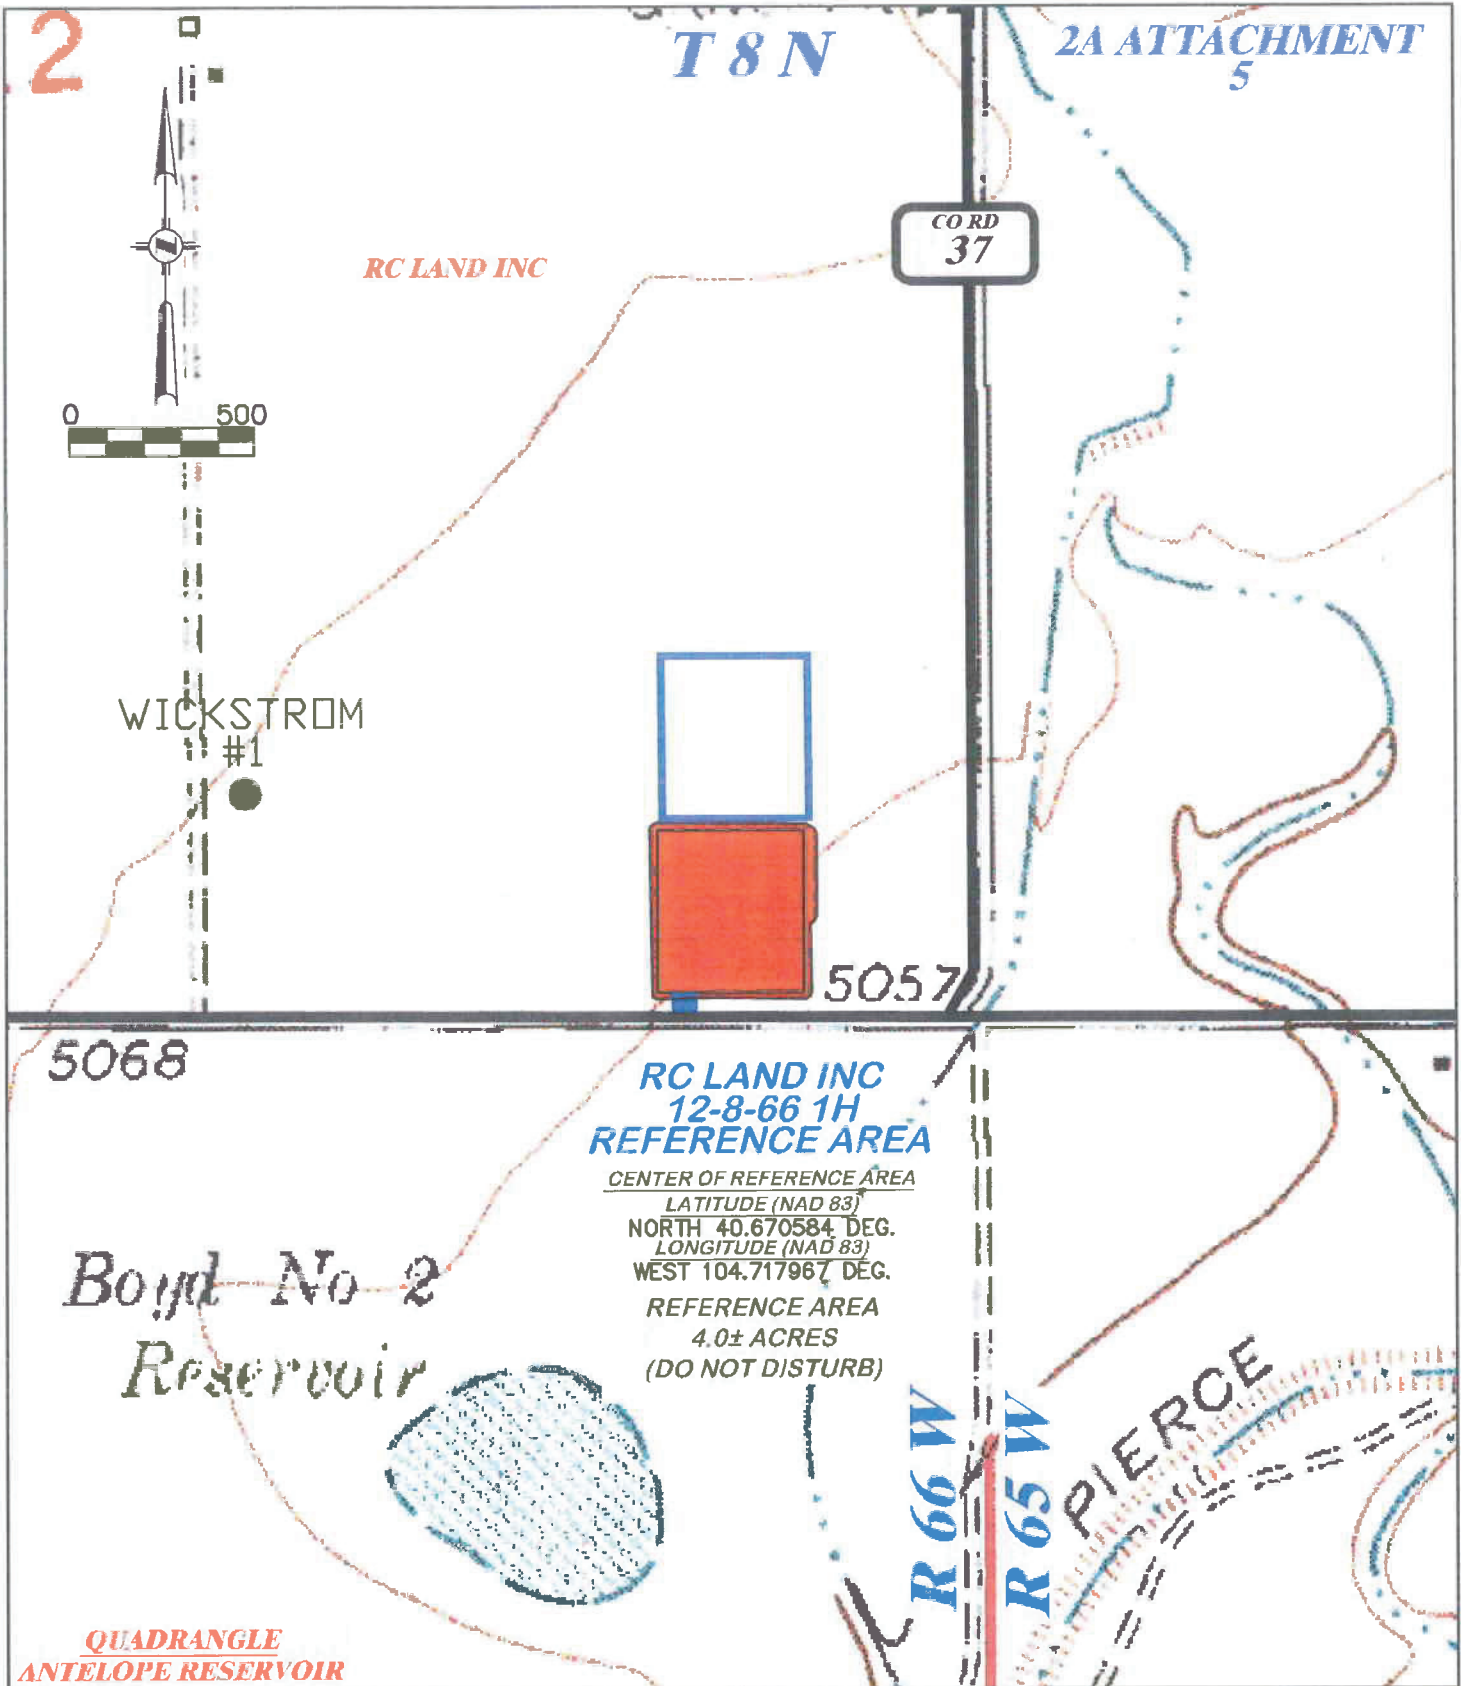 2
T 8 N
2A ATTACHMENT
5
CO RD
37
RC LAND INC
0 500
WICKSTROM
#1
5057
5068
RC LAND INC
12-8-66 1H
REFERENCE AREA
CENTER OF REFERENCE AREA
LATITUDE (NAD 83)
NORTH 40.670584 DEG.
LONGITUDE (NAD 83)
WEST 104.717967 DEG.
REFERENCE AREA
4.0± ACRES
(DO NOT DISTURB)
Boyd No 2
Reservoir
R 66 W
R 65 W
PIERCE
QUADRANGLE
ANTELOPE RESERVOIR